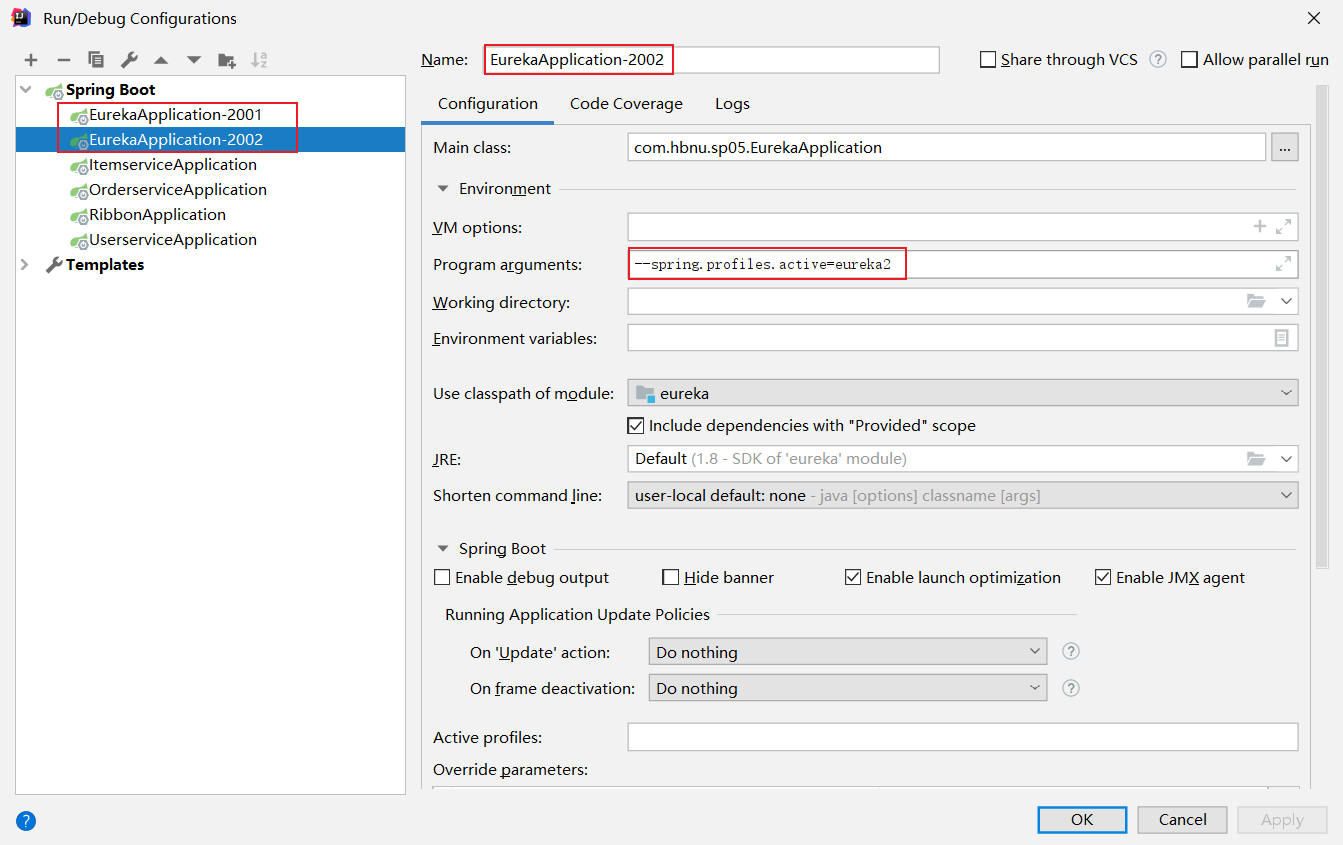 Run/Debug Configurations
Name: EurekaApplication-2002
Share through VCS ? Allow parallel run
Spring Boot
EurekaApplication-2001
EurekaApplication-2002
ItemserviceApplication
OrderserviceApplication
RibbonApplication
UserserviceApplication
Templates
Configuration Code Coverage Logs
Main class: com.hbnu.sp05.EurekaApplication ...
Environment
VM options:
Program arguments: --spring.profiles.active=eureka2
Working directory:
Environment variables:
Use classpath of module: eureka
Include dependencies with "Provided" scope
JRE: Default (1.8 - SDK of 'eureka' module)
Shorten command line: user-local default: none - java [options] classname [args]
Spring Boot
Enable debug output Hide banner Enable launch optimization Enable JMX agent
Running Application Update Policies
On 'Update' action: Do nothing ?
On frame deactivation: Do nothing ?
Active profiles:
Override parameters:
? OK Cancel Apply